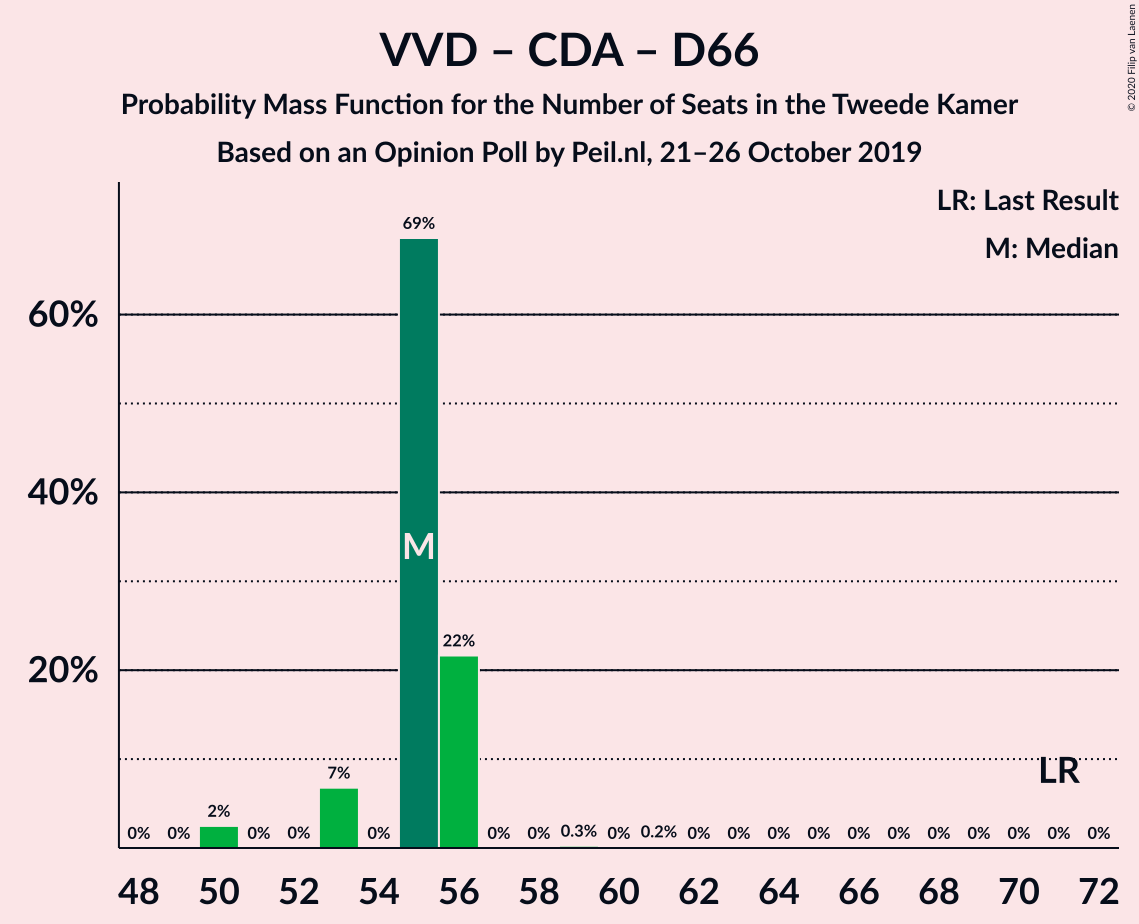 VVD – CDA – D66
Probability Mass Function for the Number of Seats in the Tweede Kamer
Based on an Opinion Poll by Peil.nl, 21–26 October 2019
© 2020 Filip van Laenen
LR: Last Result
M: Median
60%
40%
20%
0% 0% 2% 0% 0% 7% 0% 69% 22% 0% 0% 0.3% 0% 0.2% 0% 0% 0% 0% 0% 0% 0% 0% 0% 0% 0%
M
LR
48 50 52 54 56 58 60 62 64 66 68 70 72